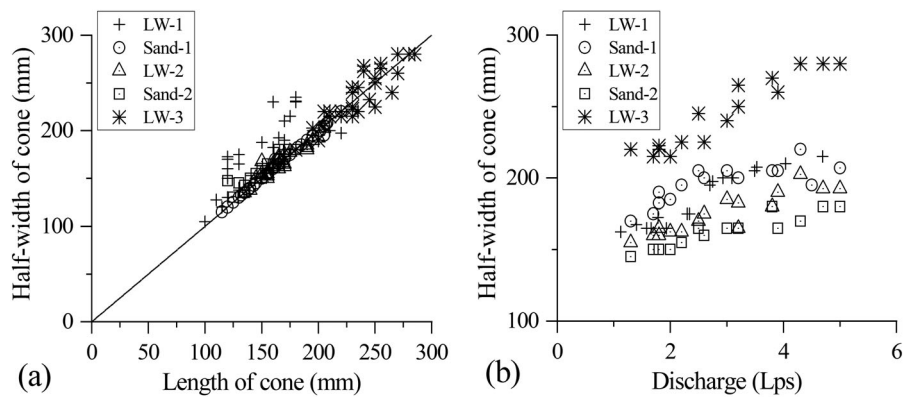 300
200
100
0
Half-width of cone (mm)
LW-1
Sand-1
LW-2
Sand-2
LW-3
0 50 100 150 200 250 300
Length of cone (mm)
(a)
300
200
100
Half-width of cone (mm)
LW-1
Sand-1
LW-2
Sand-2
LW-3
0 2 4 6
Discharge (Lps)
(b)